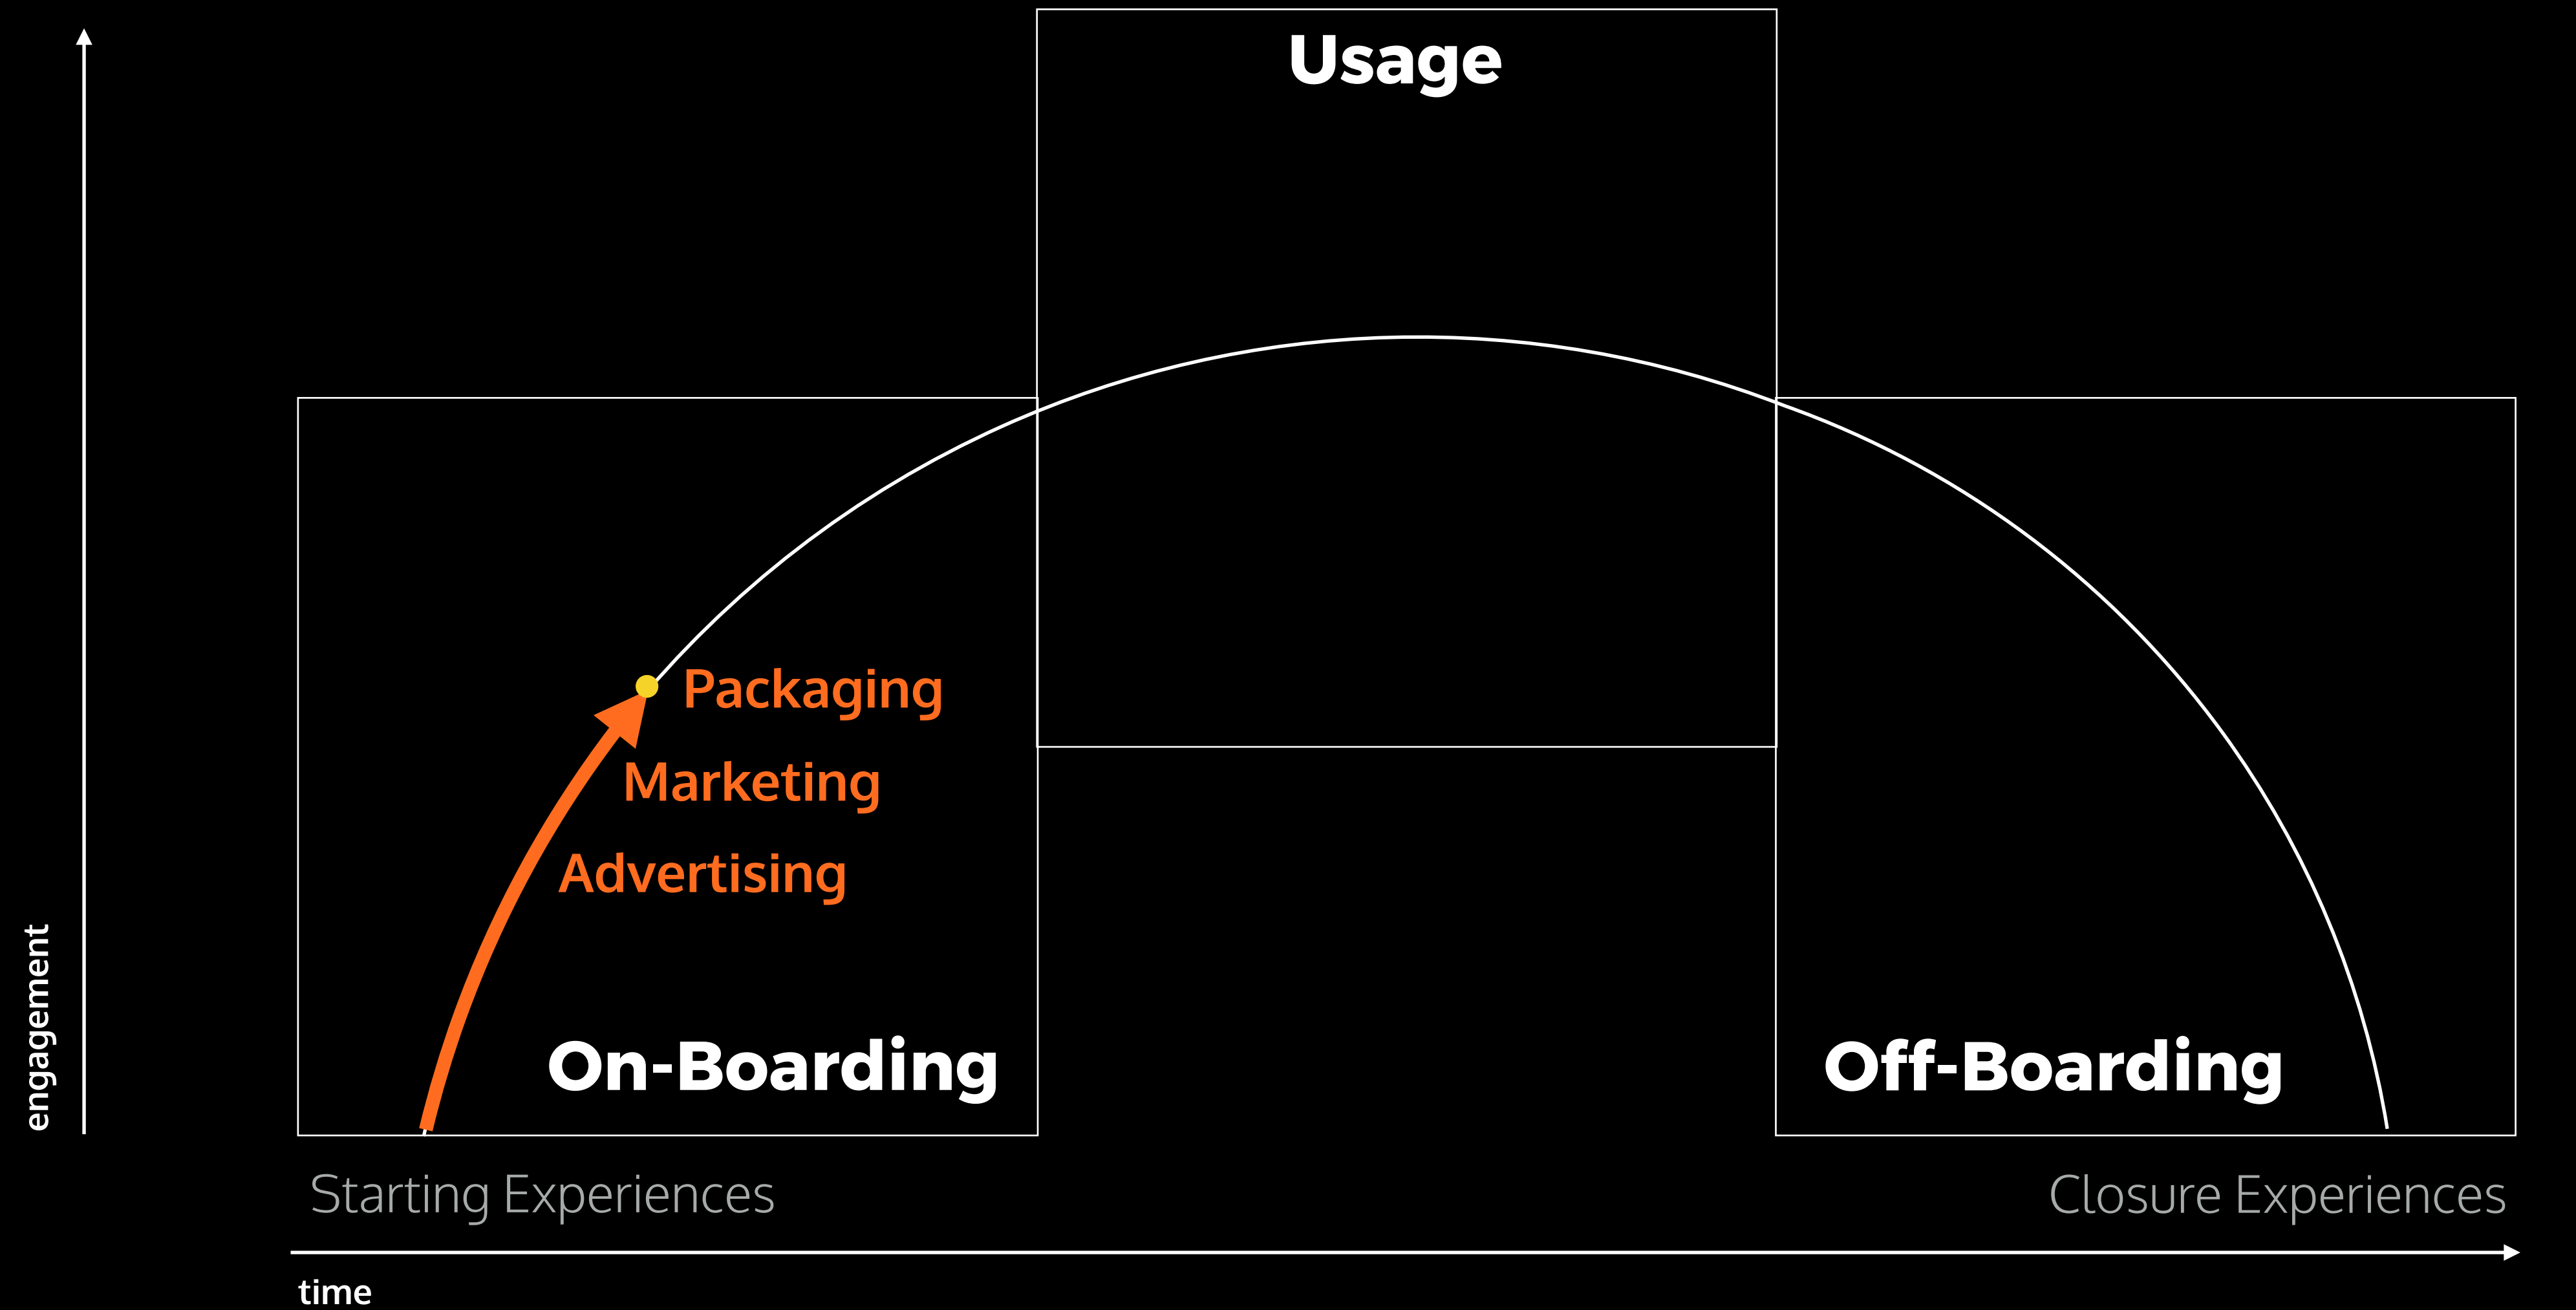 Usage
Packaging
Marketing
Advertising
On-Boarding
Off-Boarding
engagement
Starting Experiences
Closure Experiences
time